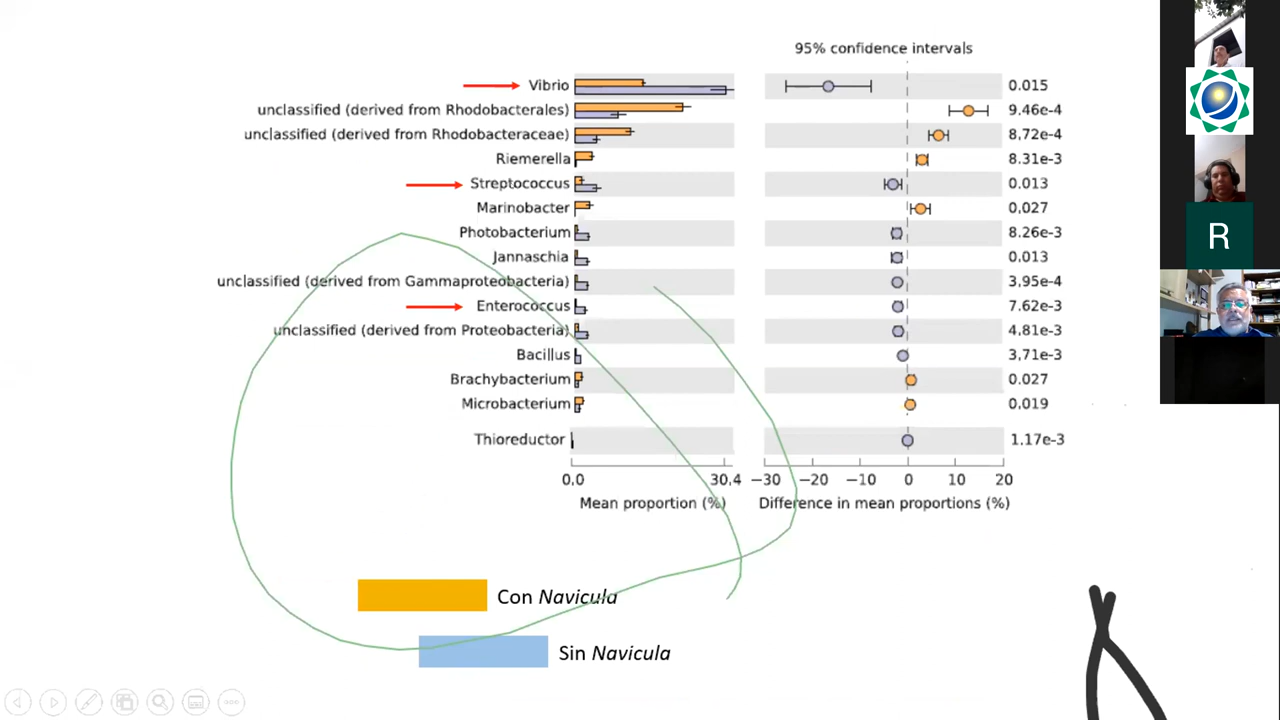 95% confidence intervals
Vibrio 0.015
unclassified (derived from Rhodobacterales) 9.46e-4
unclassified (derived from Rhodobacteraceae) 8.72e-4
Riemerella 8.31e-3
Streptococcus 0.013
Marinobacter 0.027
Photobacterium 8.26e-3
Jannaschia 0.013
unclassified (derived from Gammaproteobacteria) 3.95e-4
Enterococcus 7.62e-3
unclassified (derived from Proteobacteria) 4.81e-3
Bacillus 3,71e-3
Brachybacterium 0.027
Microbacterium 0.019
Thioreductor 1.17e-3
0,0 30,4 −30 −20 −10 0 10 20
Mean proportion (%) Difference in mean proportions (%)
Con Navicula
Sin Navicula
R